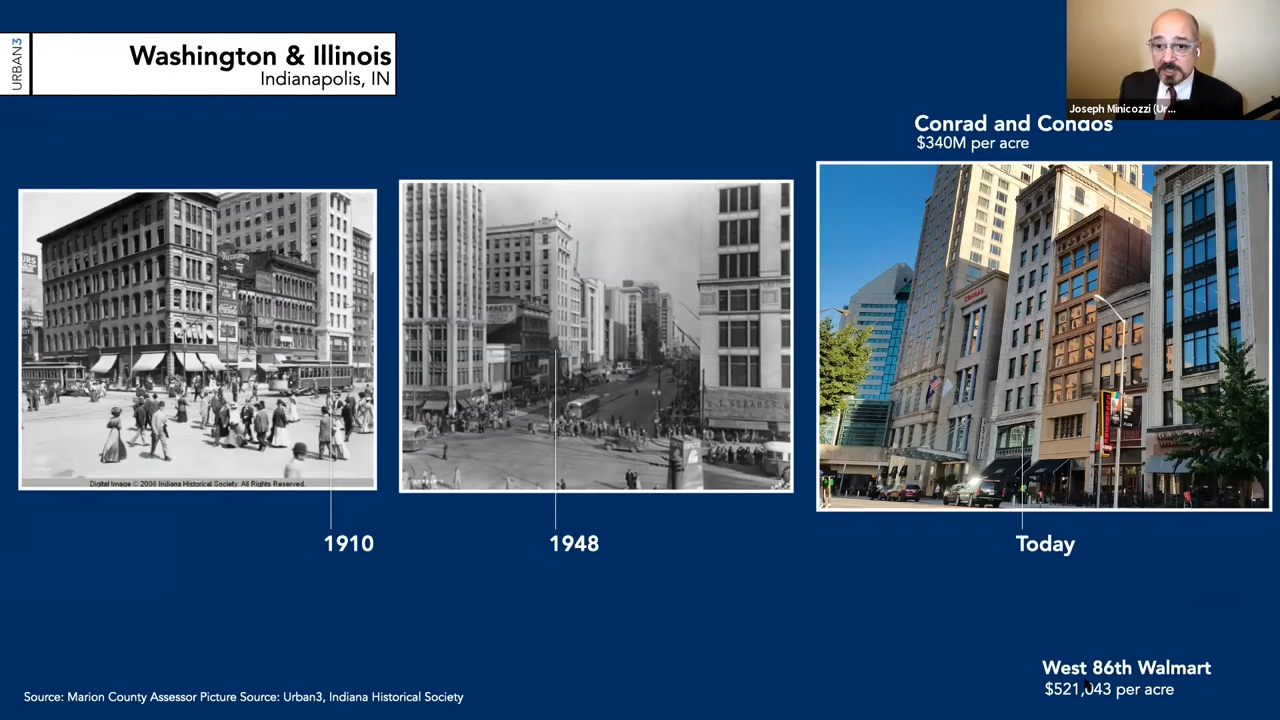 URBAN3
Washington & Illinois
Indianapolis, IN
Joseph Minicozzi (Ur...
Conrad and Condos
$340M per acre
Digital Image © 2006 Indiana Historical Society. All Rights Reserved.
CONRAD
1910
1948
Today
West 86th Walmart
$521,043 per acre
Source: Marion County Assessor Picture Source: Urban3, Indiana Historical Society